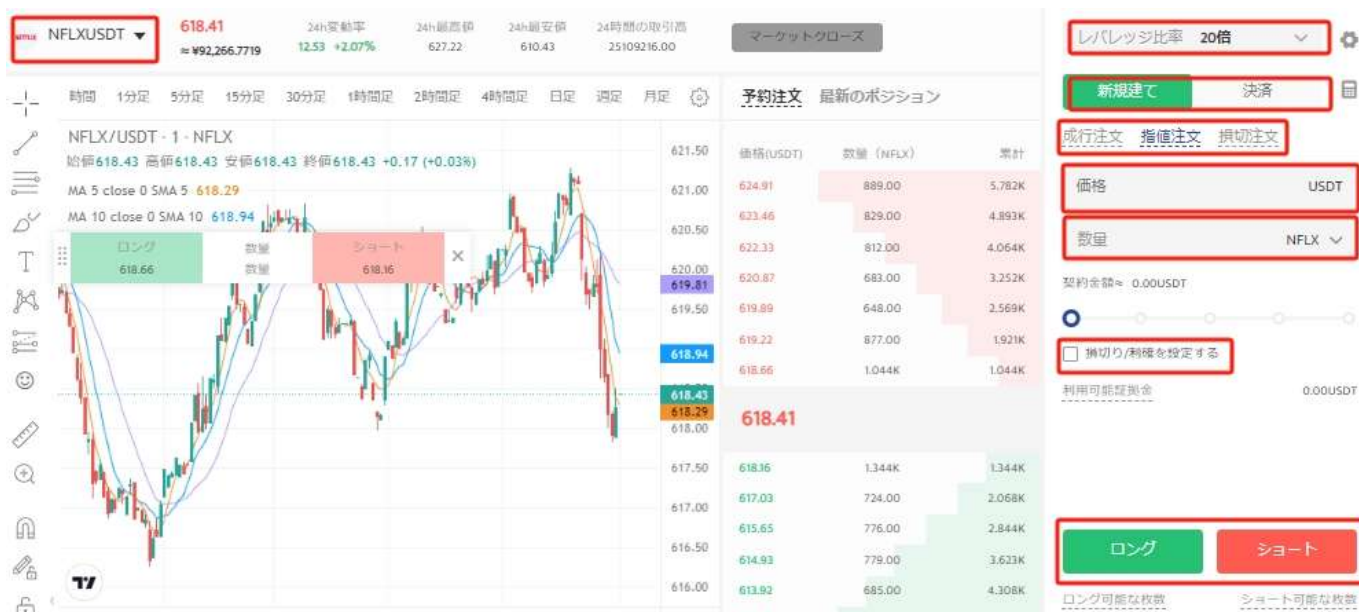 NETFLIX NFLXUSDT
618.41
≈ ¥92,266.7719
24h変動率
12.53 +2.07%
24h最高値
627.22
24h最安値
610.43
24時間の取引高
25109216.00
マーケットクローズ
時間 1分足 5分足 15分足 30分足 1時間足 2時間足 4時間足 日足 週足 月足
NFLX/USDT · 1 · NFLX
始値618.43 高値618.43 安値618.43 終値618.43 +0.17 (+0.03%)
MA 5 close 0 SMA 5 618.29
MA 10 close 0 SMA 10 618.94
ロング 数量 ショート
618.66 数量 618.16
621.50
621.00
620.50
620.00
619.81
619.50
618.94
618.43
618.29
618.00
617.50
617.00
616.50
616.00
予約注文 最新のポジション
価格(USDT) 数量 (NFLX) 累計
624.91 889.00 5.782K
623.46 829.00 4.893K
622.33 812.00 4.064K
620.87 683.00 3.252K
619.89 648.00 2.569K
619.22 877.00 1.921K
618.66 1.044K 1.044K
618.41
618.16 1.344K 1.344K
617.03 724.00 2.068K
615.65 776.00 2.844K
614.93 779.00 3.623K
613.92 685.00 4.308K
レバレッジ比率 20倍
新規建て 決済
成行注文 指値注文 損切注文
価格 USDT
数量 NFLX
契約金額≈ 0.00USDT
損切り/利確を設定する
利用可能証拠金 0.00USDT
ロング ショート
ロング可能な枚数 ショート可能な枚数